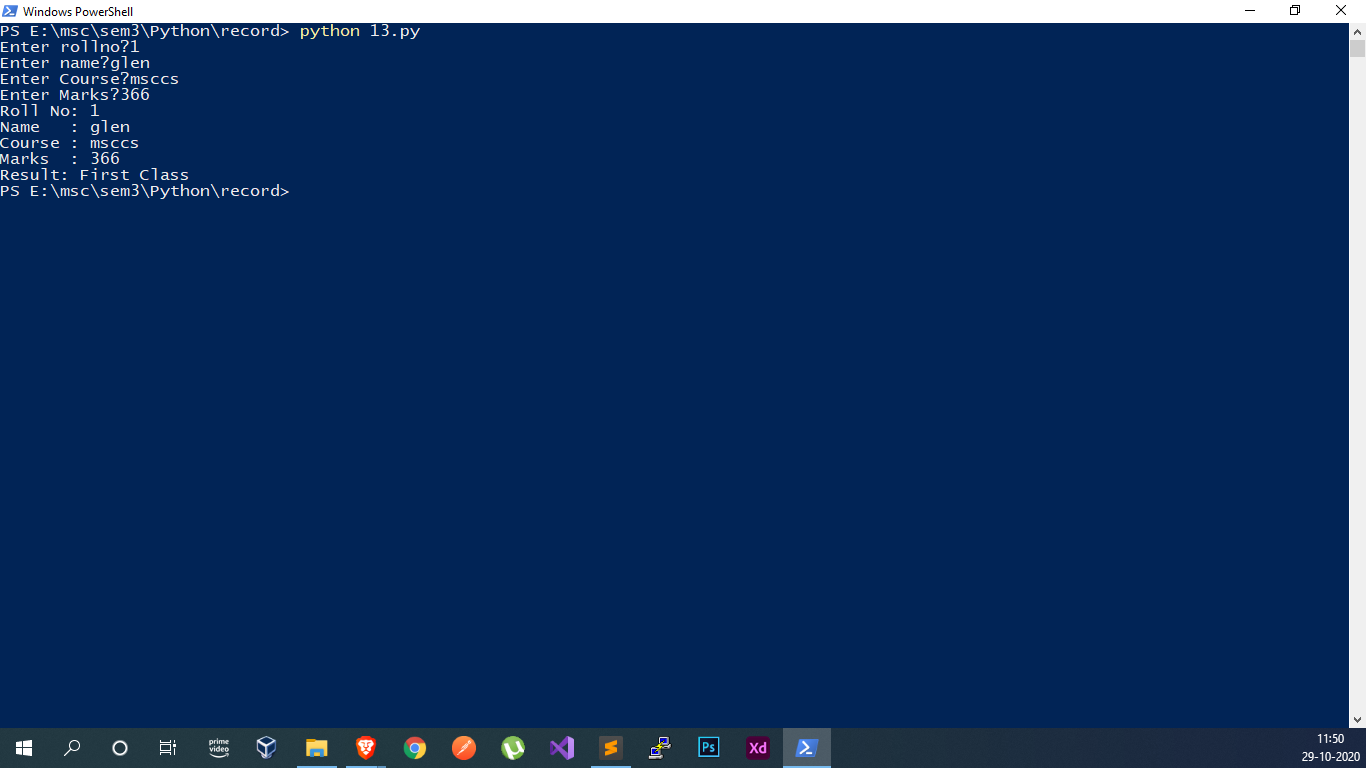 Windows PowerShell
PS E:\msc\sem3\Python\record> python 13.py
Enter rollno?1
Enter name?glen
Enter Course?msccs
Enter Marks?366
Roll No: 1
Name   : glen
Course : msccs
Marks  : 366
Result: First Class
PS E:\msc\sem3\Python\record>
prime
video
Ps
Xd
11:50
29-10-2020